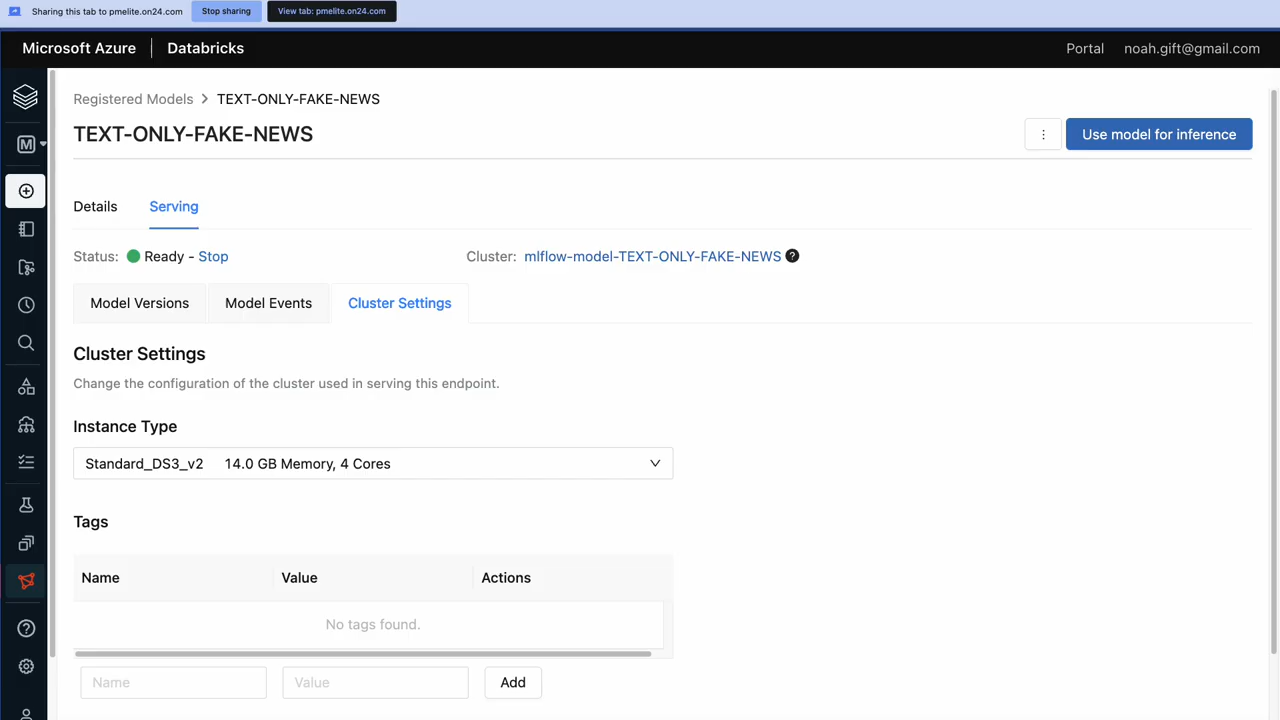 Sharing this tab to pmelite.on24.com Stop sharing View tab: pmelite.on24.com
Microsoft Azure Databricks Portal noah.gift@gmail.com
Registered Models > TEXT-ONLY-FAKE-NEWS
TEXT-ONLY-FAKE-NEWS Use model for inference
M
Details Serving
Status: Ready - Stop Cluster: mlflow-model-TEXT-ONLY-FAKE-NEWS ?
Model Versions Model Events Cluster Settings
Cluster Settings
Change the configuration of the cluster used in serving this endpoint.
Instance Type
Standard_DS3_v2 14.0 GB Memory, 4 Cores
Tags
Name Value Actions
No tags found.
Name Value Add